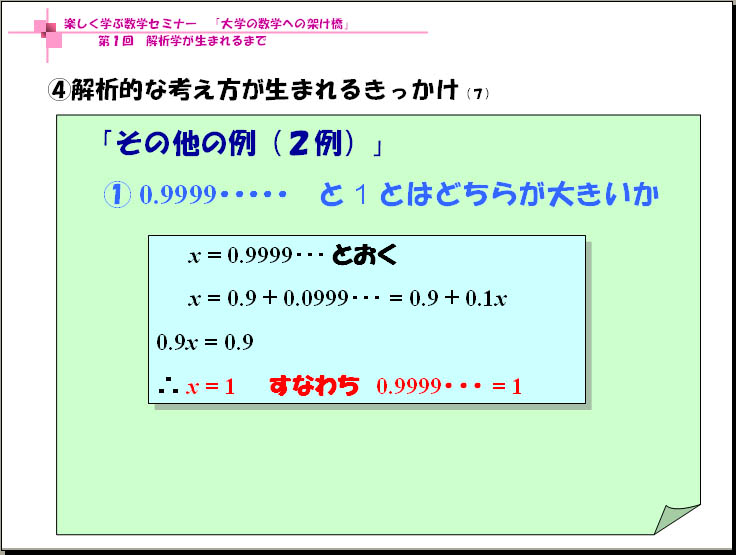 楽しく学ぶ数学セミナー 「大学の数学への架け橋」
第1回 解析学が生まれるまで
④解析的な考え方が生まれるきっかけ（7）
「その他の例（２例）」
① 0.9999・・・・・ と 1 とはどちらが大きいか
x = 0.9999・・・ とおく
x = 0.9 + 0.0999・・・ = 0.9 + 0.1x
0.9x = 0.9
∴ x = 1 すなわち 0.9999・・・ = 1